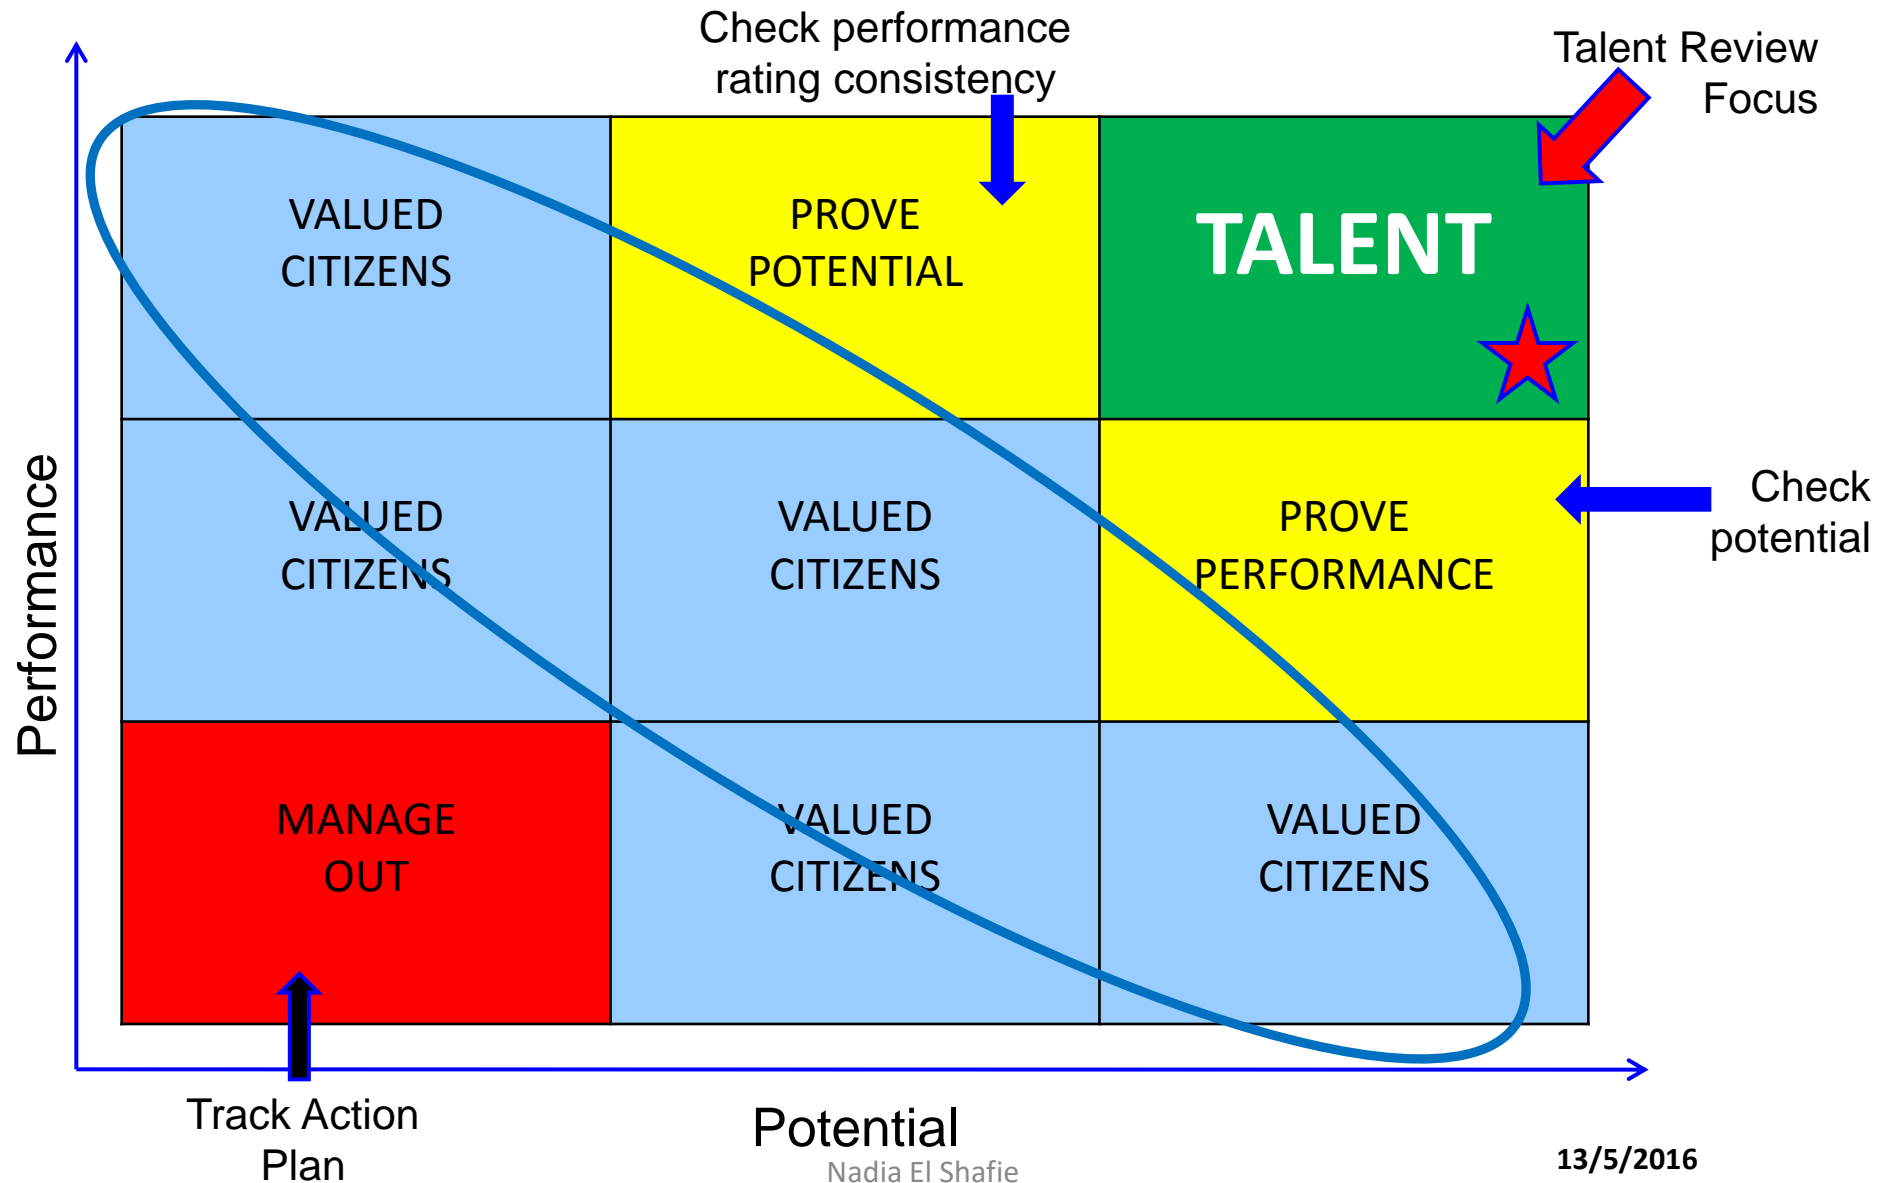 Check performance
rating consistency
Talent Review
Focus
VALUED
CITIZENS
PROVE
POTENTIAL
TALENT
Performance
VALUED
CITIZENS
VALUED
CITIZENS
PROVE
PERFORMANCE
Check
potential
MANAGE
OUT
VALUED
CITIZENS
VALUED
CITIZENS
Track Action
Plan
Potential
Nadia El Shafie
13/5/2016